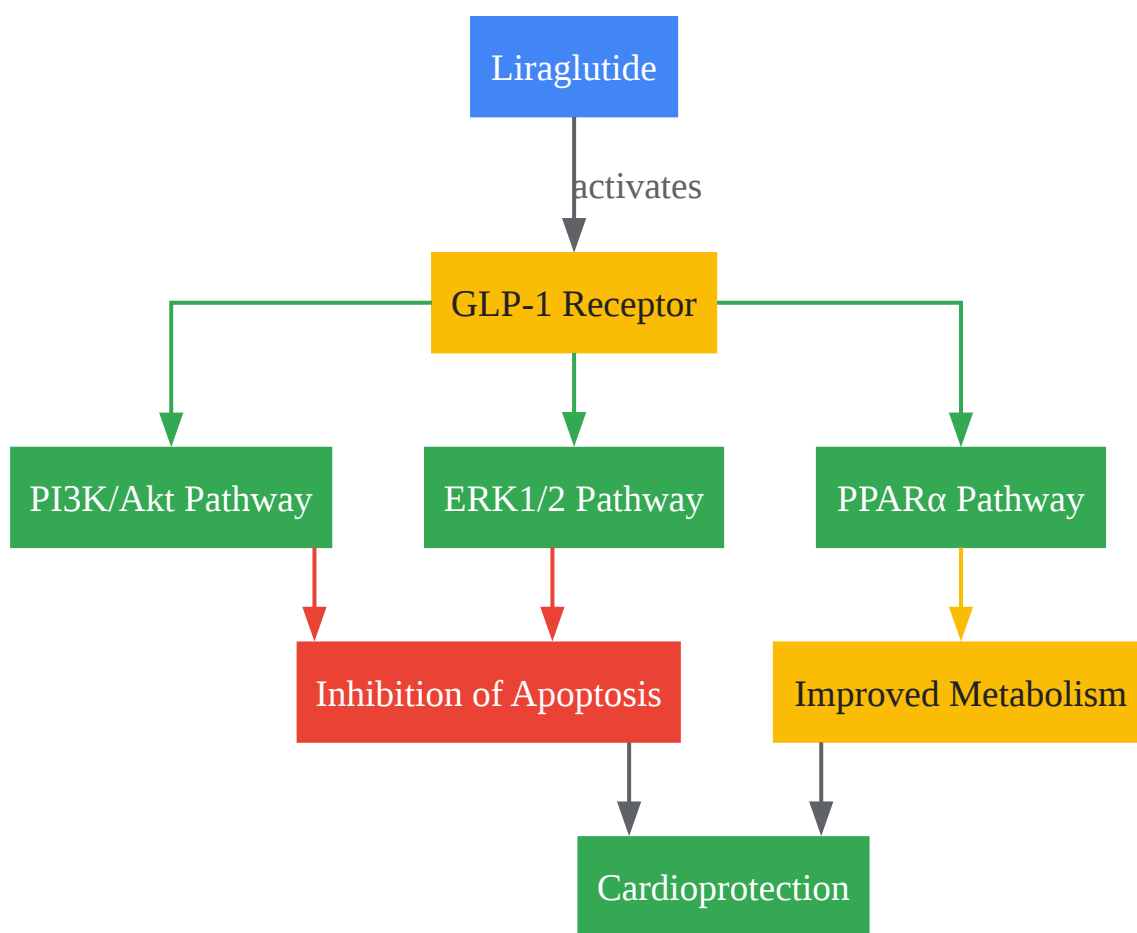 Liraglutide
activates
GLP-1 Receptor
PI3K/Akt Pathway
ERK1/2 Pathway
PPARα Pathway
Inhibition of Apoptosis
Improved Metabolism
Cardioprotection